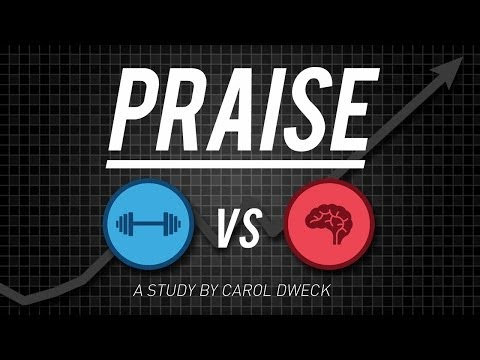 PRAISE
VS
A STUDY BY CAROL DWECK